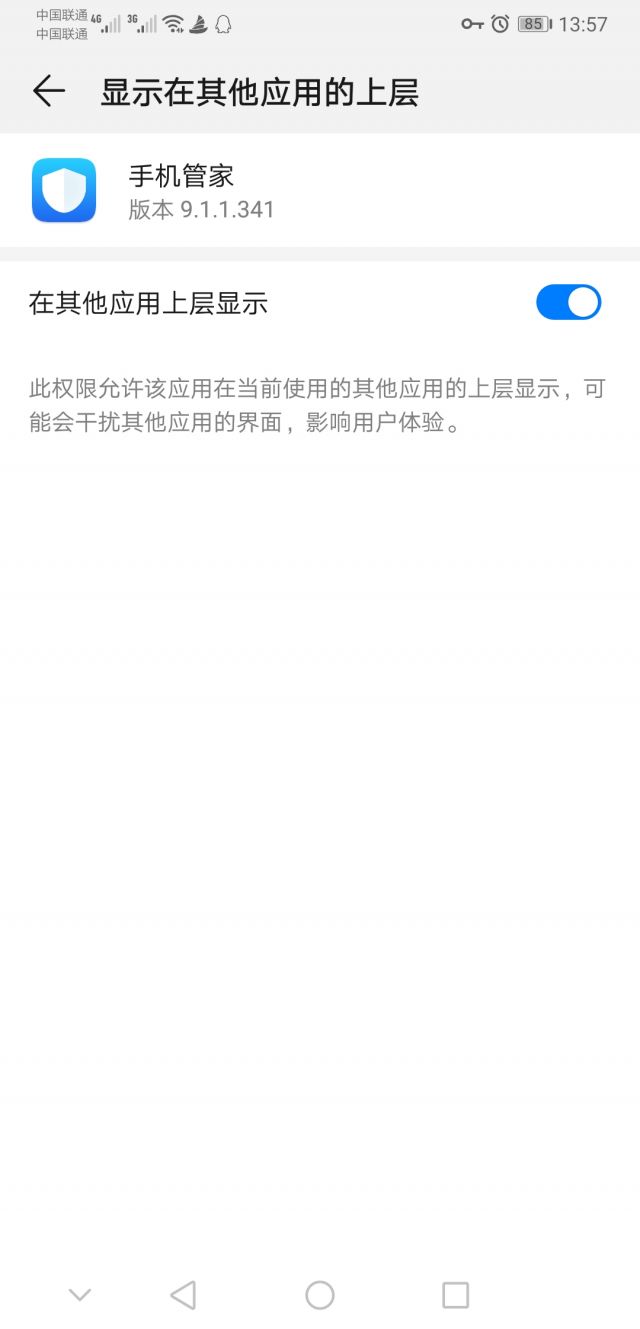 中国联通 4G 3G 85 13:57
中国联通
显示在其他应用的上层
手机管家
版本 9.1.1.341
在其他应用上层显示
此权限允许该应用在当前使用的其他应用的上层显示，可
能会干扰其他应用的界面，影响用户体验。